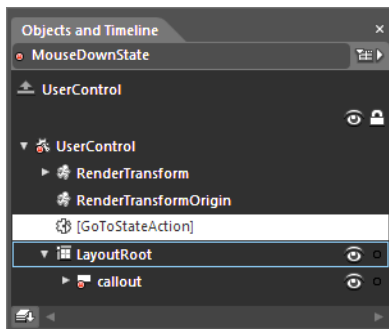 Objects and Timeline
MouseDownState
UserControl
UserControl
RenderTransform
RenderTransformOrigin
[GoToStateAction]
LayoutRoot
callout